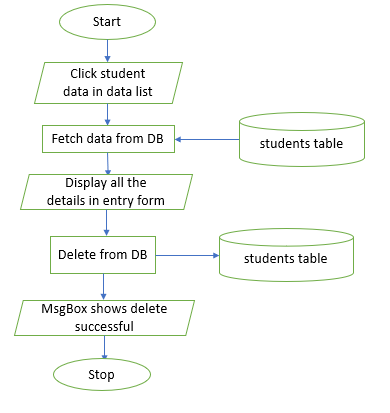 Start
Click student
data in data list
Fetch data from DB
students table
Display all the
details in entry form
Delete from DB
students table
MsgBox shows delete
successful
Stop